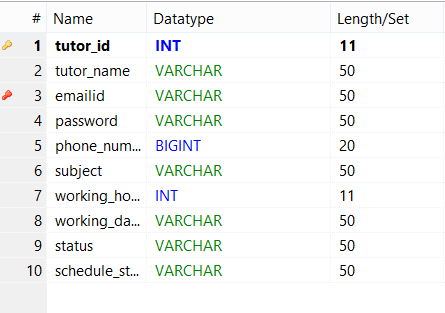 # Name Datatype Length/Set
1 tutor_id INT 11
2 tutor_name VARCHAR 50
3 emailid VARCHAR 50
4 password VARCHAR 50
5 phone_num... BIGINT 20
6 subject VARCHAR 50
7 working_ho... INT 11
8 working_da... VARCHAR 50
9 status VARCHAR 50
10 schedule_st... VARCHAR 50